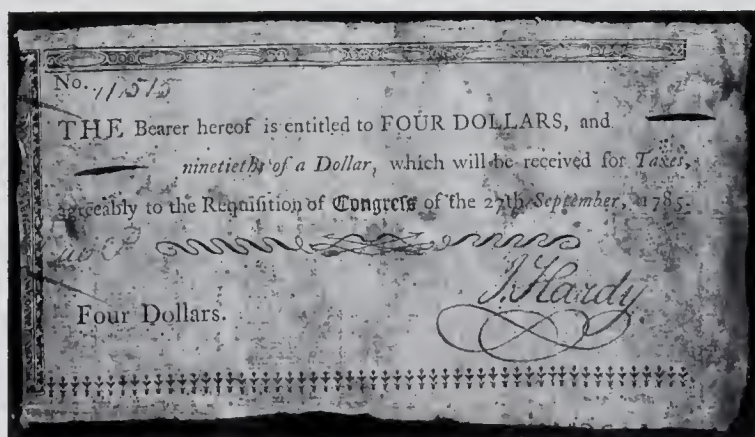 No. 11515
THE Bearer hereof is entitled to FOUR DOLLARS, and
ninetieths of a Dollar, which will be received for Taxes,
agreeably to the Requiſition of Congreſs of the 27th September, 1785.
J. Hardy
Four Dollars.